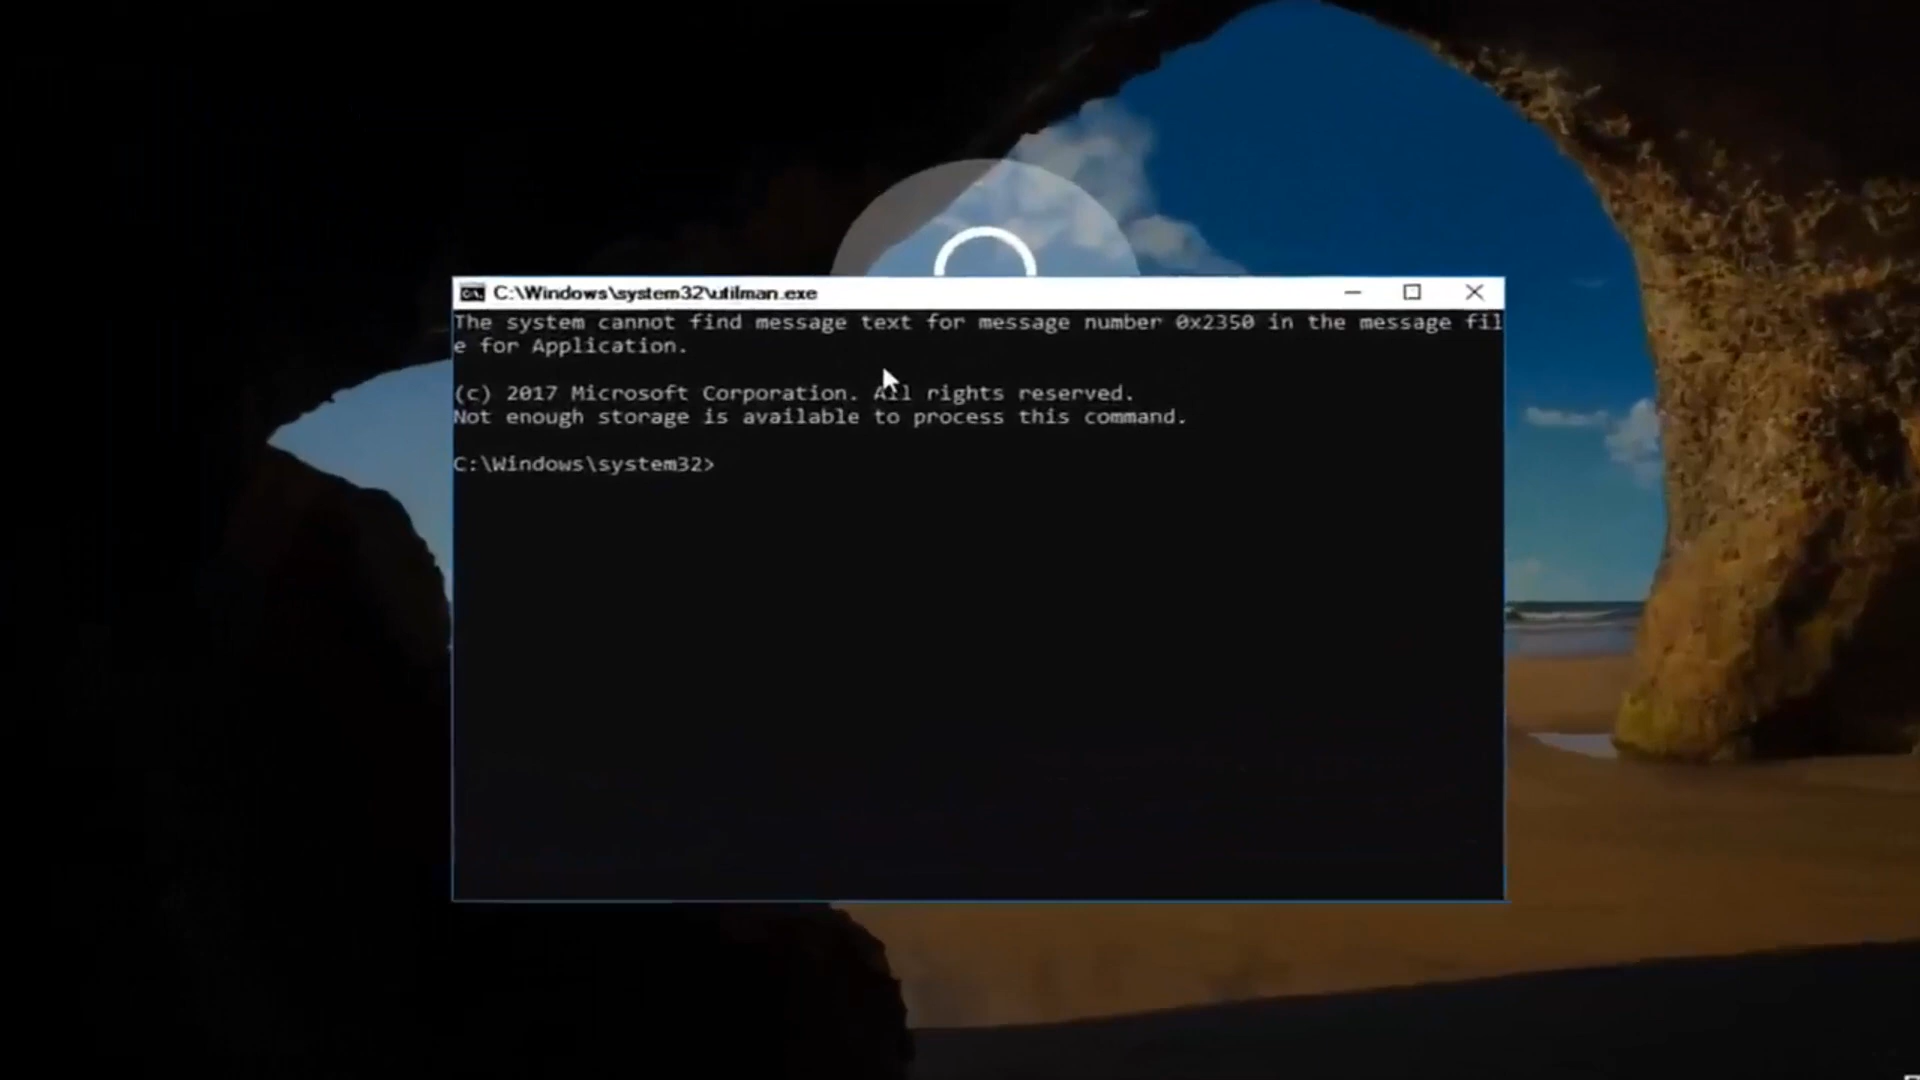 C:\Windows\system32\utilman.exe
The system cannot find message text for message number 0x2350 in the message fil
e for Application.
(c) 2017 Microsoft Corporation. All rights reserved.
Not enough storage is available to process this command.
C:\Windows\system32>